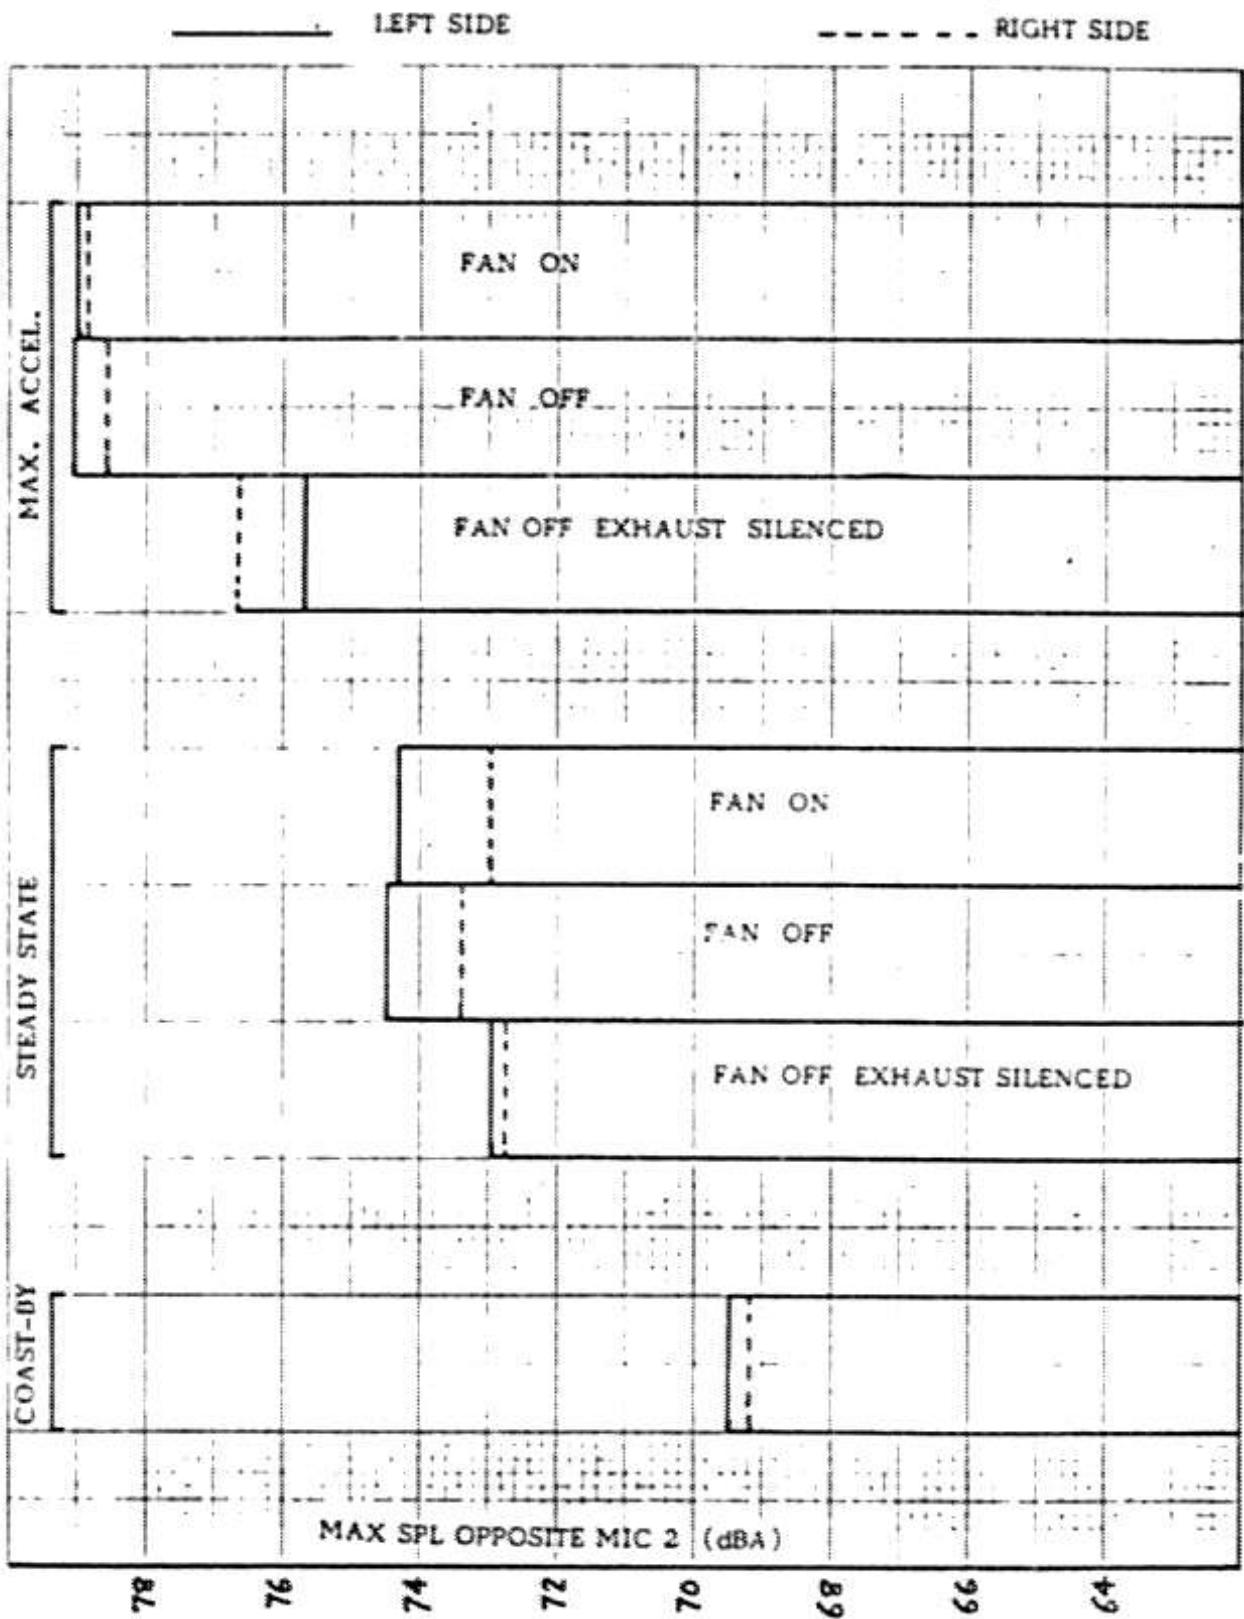 LEFT SIDE
RIGHT SIDE
MAX. ACCEL.
FAN ON
FAN OFF
FAN OFF EXHAUST SILENCED
STEADY STATE
FAN ON
FAN OFF
FAN OFF EXHAUST SILENCED
COAST-BY
MAX SPL OPPOSITE MIC 2 (dBA)
78 76 74 72 70 68 66 64